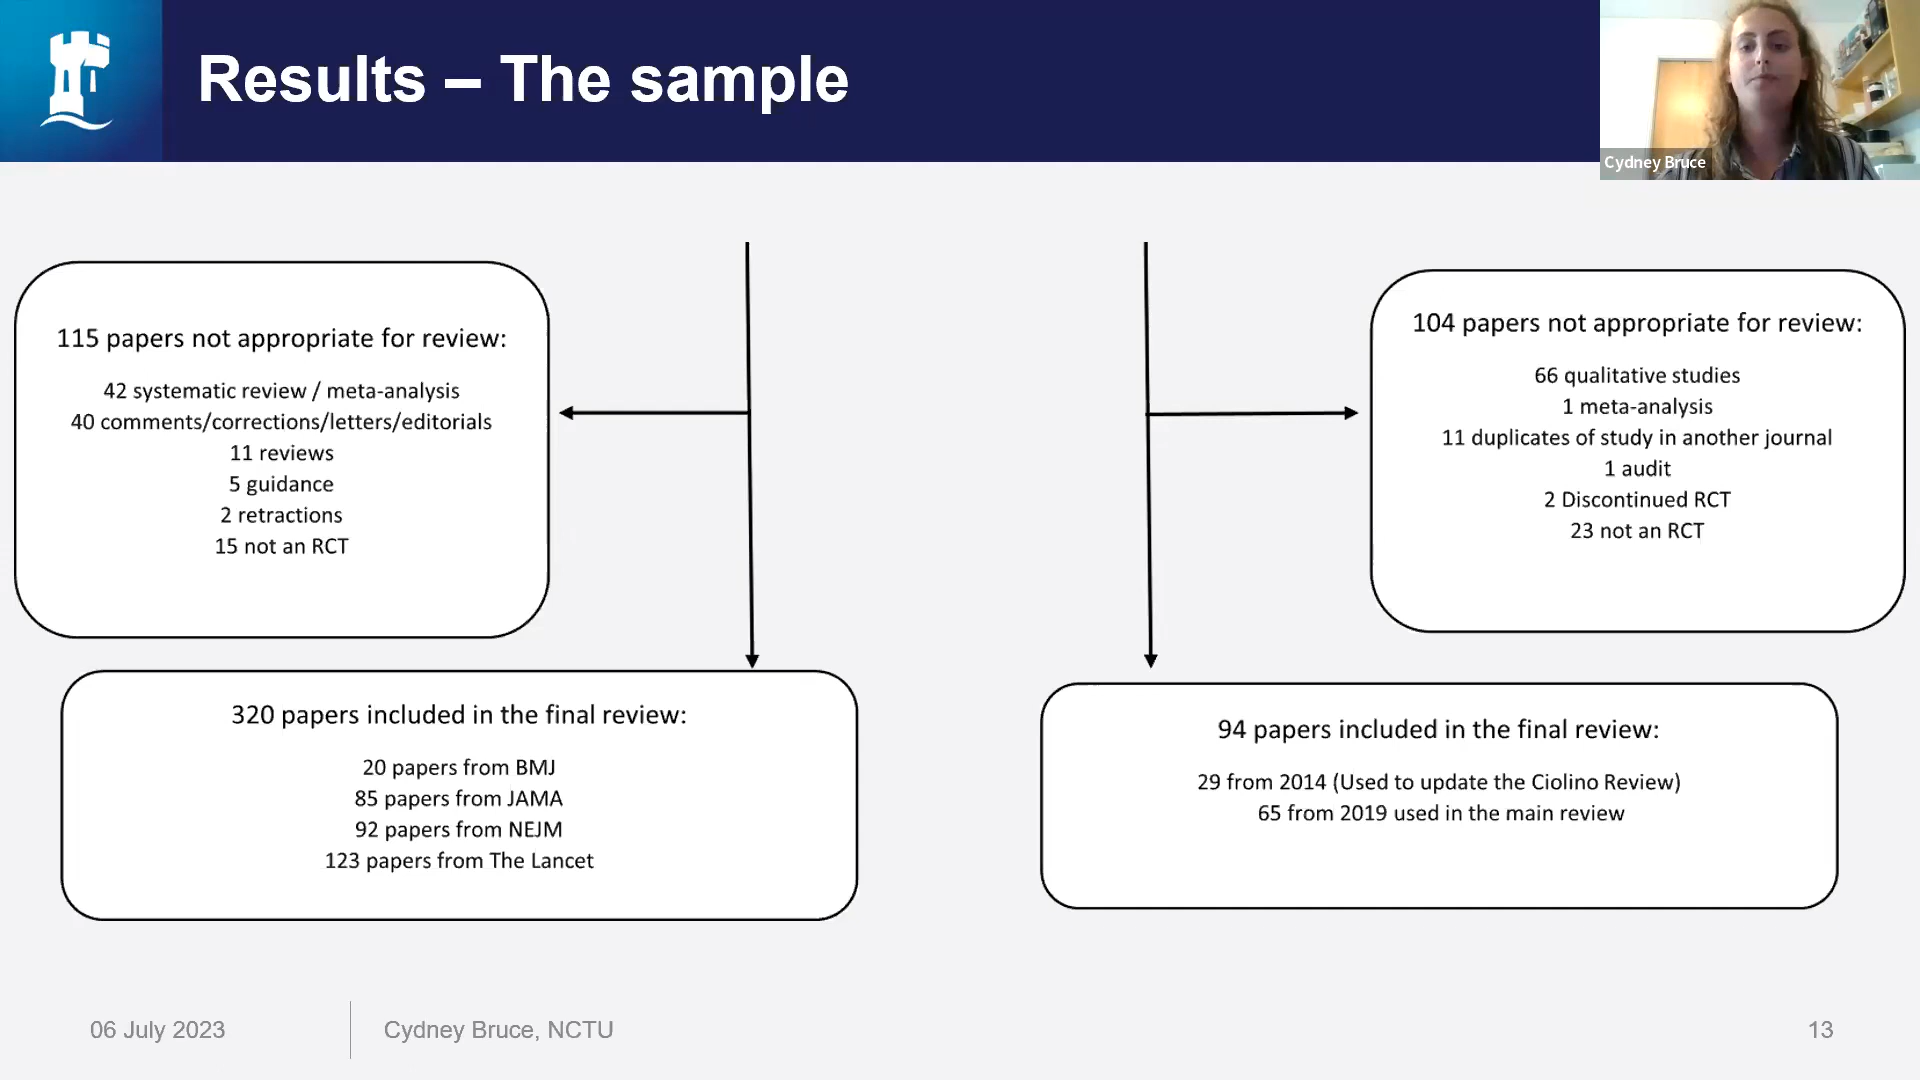 Results – The sample
Cydney Bruce
115 papers not appropriate for review:
42 systematic review / meta-analysis
40 comments/corrections/letters/editorials
11 reviews
5 guidance
2 retractions
15 not an RCT
104 papers not appropriate for review:
66 qualitative studies
1 meta-analysis
11 duplicates of study in another journal
1 audit
2 Discontinued RCT
23 not an RCT
320 papers included in the final review:
20 papers from BMJ
85 papers from JAMA
92 papers from NEJM
123 papers from The Lancet
94 papers included in the final review:
29 from 2014 (Used to update the Ciolino Review)
65 from 2019 used in the main review
06 July 2023
Cydney Bruce, NCTU
13